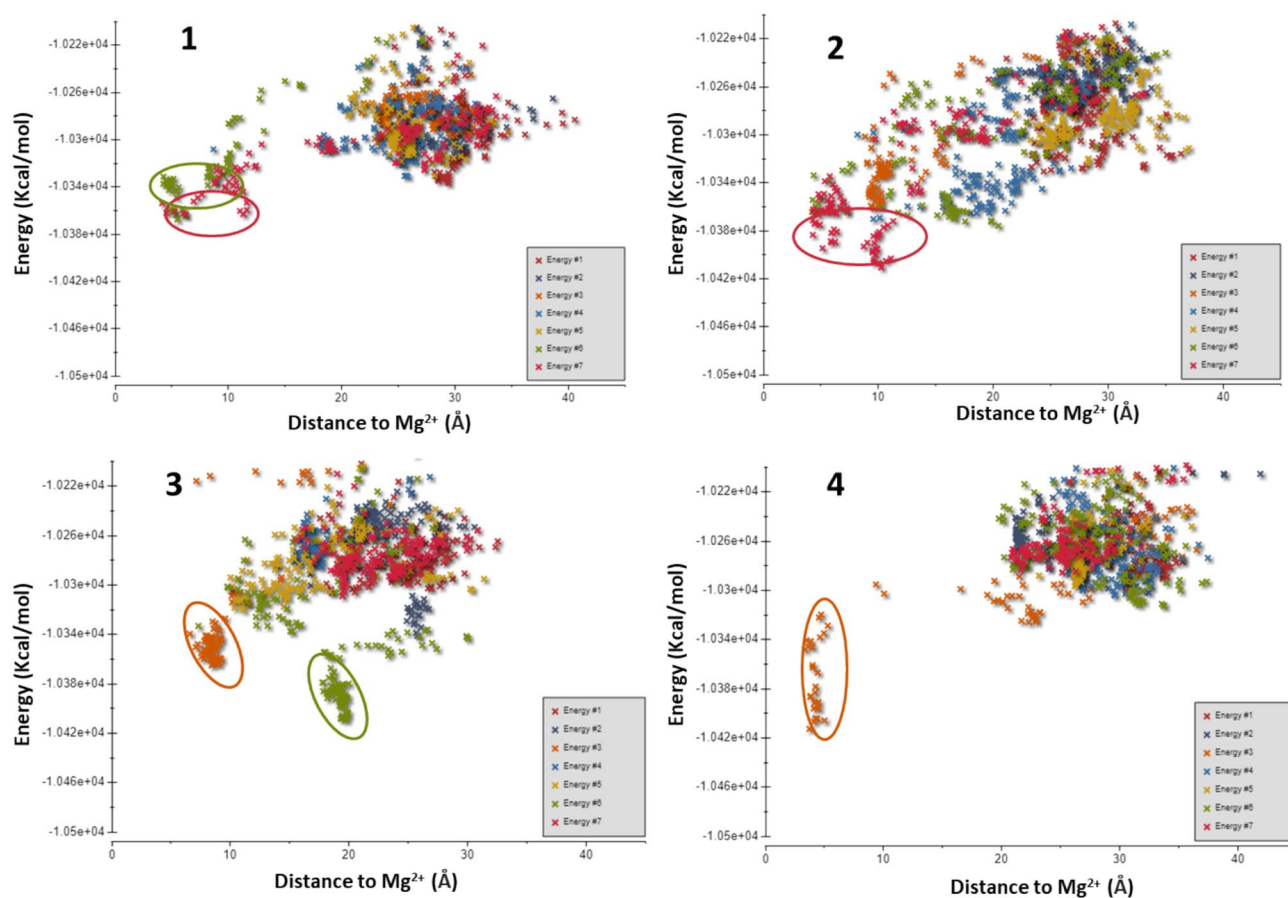 1
Energy (Kcal/mol)
-1.022e+04
-1.026e+04
-1.03e+04
-1.034e+04
-1.038e+04
-1.042e+04
-1.046e+04
-1.05e+04
0 10 20 30 40
Distance to Mg²⁺ (Å)
Energy #1
Energy #2
Energy #3
Energy #4
Energy #5
Energy #6
Energy #7
2
Energy (Kcal/mol)
-1.022e+04
-1.026e+04
-1.03e+04
-1.034e+04
-1.038e+04
-1.042e+04
-1.046e+04
-1.05e+04
0 10 20 30 40
Distance to Mg²⁺ (Å)
Energy #1
Energy #2
Energy #3
Energy #4
Energy #5
Energy #6
Energy #7
3
Energy (Kcal/mol)
-1.022e+04
-1.026e+04
-1.03e+04
-1.034e+04
-1.038e+04
-1.042e+04
-1.046e+04
-1.05e+04
0 10 20 30 40
Distance to Mg²⁺ (Å)
Energy #1
Energy #2
Energy #3
Energy #4
Energy #5
Energy #6
Energy #7
4
Energy (Kcal/mol)
-1.022e+04
-1.026e+04
-1.03e+04
-1.034e+04
-1.038e+04
-1.042e+04
-1.046e+04
-1.05e+04
0 10 20 30 40
Distance to Mg²⁺ (Å)
Energy #1
Energy #2
Energy #3
Energy #4
Energy #5
Energy #6
Energy #7